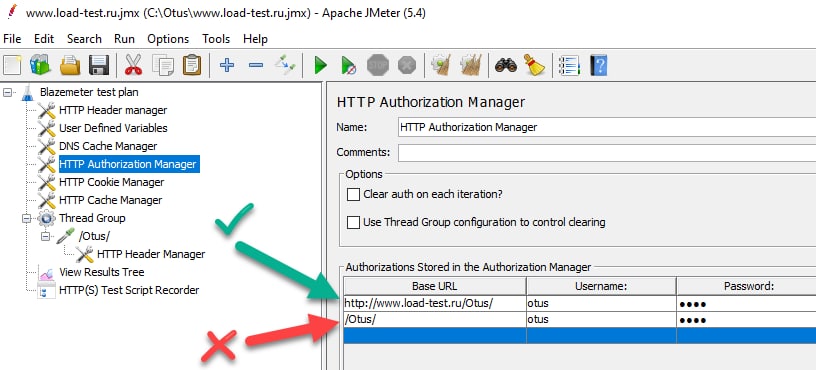 www.load-test.ru.jmx (C:\Otus\www.load-test.ru.jmx) - Apache JMeter (5.4)
File Edit Search Run Options Tools Help
Blazemeter test plan
HTTP Header manager
User Defined Variables
DNS Cache Manager
HTTP Authorization Manager
HTTP Cookie Manager
HTTP Cache Manager
Thread Group
/Otus/
HTTP Header Manager
View Results Tree
HTTP(S) Test Script Recorder
HTTP Authorization Manager
Name: HTTP Authorization Manager
Comments:
Options
Clear auth on each iteration?
Use Thread Group configuration to control clearing
Authorizations Stored in the Authorization Manager
Base URL Username: Password:
http://www.load-test.ru/Otus/ otus ●●●●
/Otus/ otus ●●●●